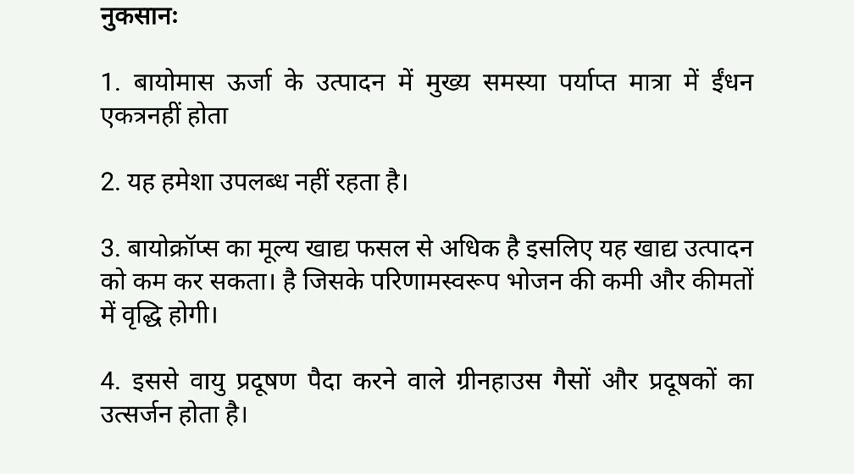 नुकसानः
1. बायोमास ऊर्जा के उत्पादन में मुख्य समस्या पर्याप्त मात्रा में ईंधन
एकत्रनहीं होता
2. यह हमेशा उपलब्ध नहीं रहता है।
3. बायोक्रॉप्स का मूल्य खाद्य फसल से अधिक है इसलिए यह खाद्य उत्पादन
को कम कर सकता। है जिसके परिणामस्वरूप भोजन की कमी और कीमतों
में वृद्धि होगी।
4. इससे वायु प्रदूषण पैदा करने वाले ग्रीनहाउस गैसों और प्रदूषकों का
उत्सर्जन होता है।